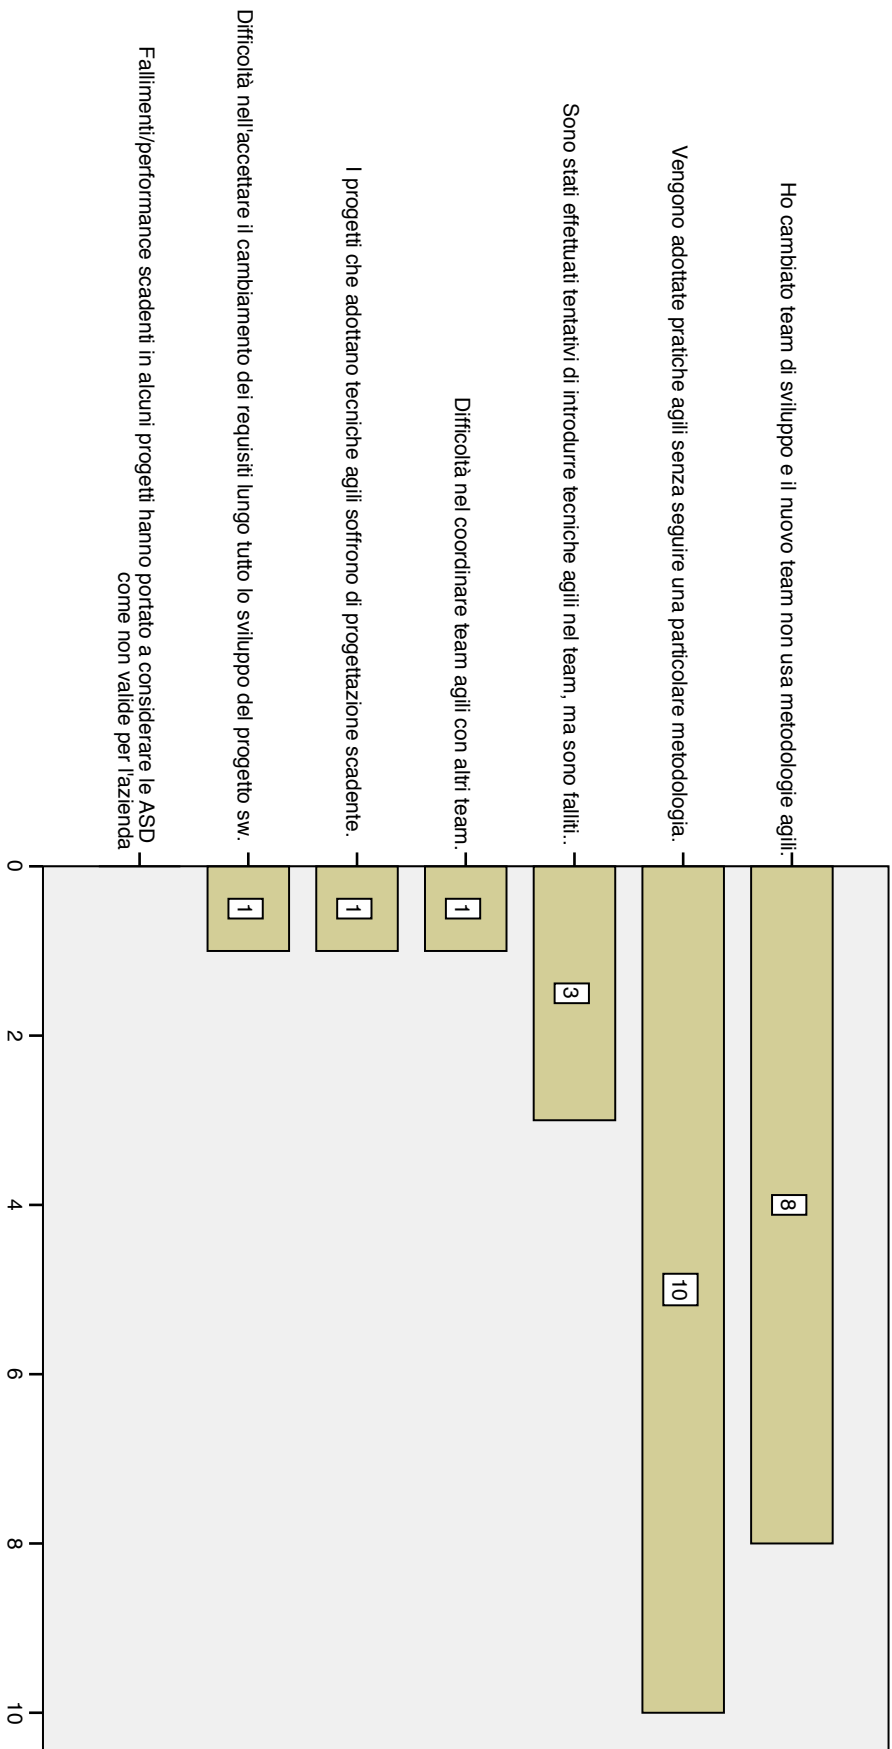 Ho cambiato team di sviluppo e il nuovo team non usa metodologie agili.
8
Vengono adottate pratiche agili senza seguire una particolare metodologia.
10
Sono stati effettuati tentativi di introdurre tecniche agili nel team, ma sono falliti..
3
Difficoltà nel coordinare team agili con altri team.
1
I progetti che adottano tecniche agili soffrono di progettazione scadente.
1
Difficoltà nell'accettare il cambiamento dei requisiti lungo tutto lo sviluppo del progetto sw.
1
Fallimenti/performance scadenti in alcuni progetti hanno portato a considerare le ASD
come non valide per l'azienda
0 2 4 6 8 10